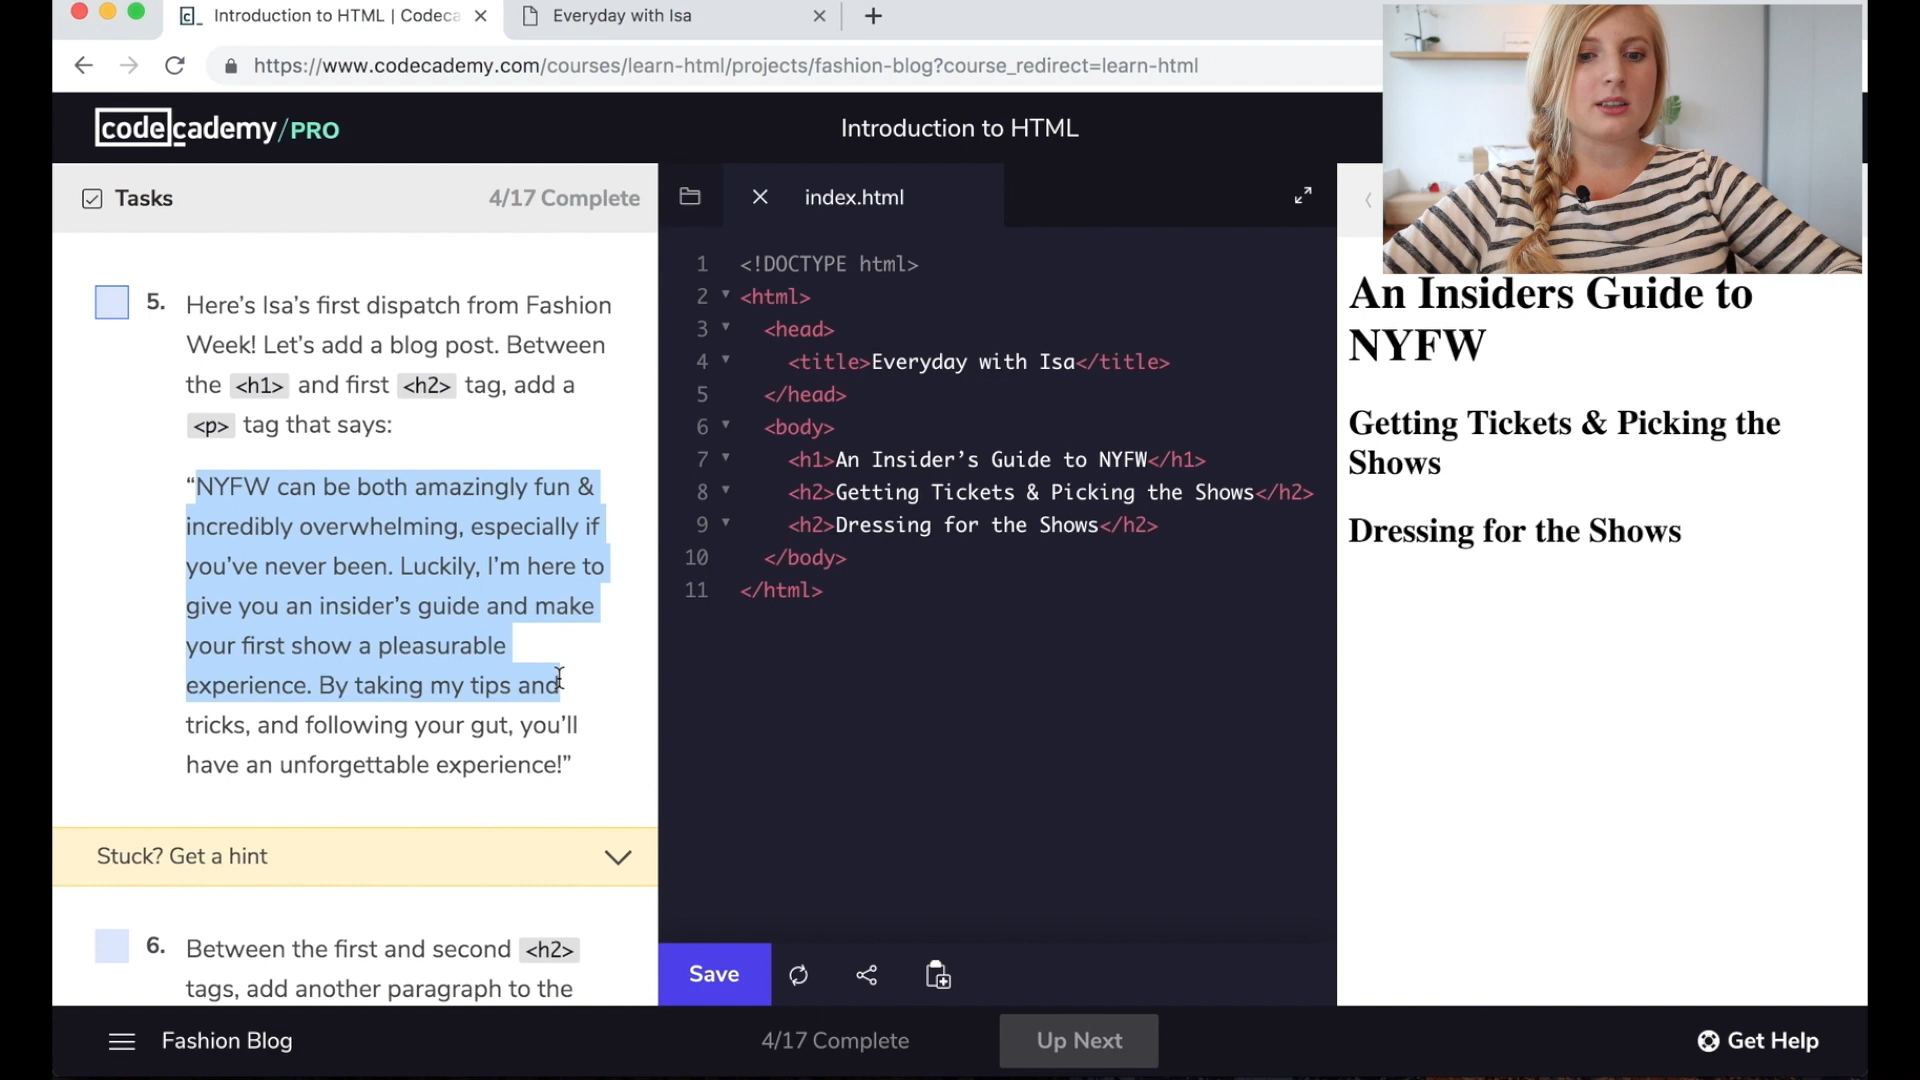 Introduction to HTML | Codeca
Everyday with Isa
https://www.codecademy.com/courses/learn-html/projects/fashion-blog?course_redirect=learn-html
codecademy/PRO
Introduction to HTML
Tasks
4/17 Complete
5. Here’s Isa’s first dispatch from Fashion
Week! Let’s add a blog post. Between
the <h1> and first <h2> tag, add a
<p> tag that says:
“NYFW can be both amazingly fun &
incredibly overwhelming, especially if
you’ve never been. Luckily, I’m here to
give you an insider’s guide and make
your first show a pleasurable
experience. By taking my tips and
tricks, and following your gut, you’ll
have an unforgettable experience!”
Stuck? Get a hint
6. Between the first and second <h2>
tags, add another paragraph to the
index.html
1 <!DOCTYPE html>
2 <html>
3 <head>
4 <title>Everyday with Isa</title>
5 </head>
6 <body>
7 <h1>An Insider’s Guide to NYFW</h1>
8 <h2>Getting Tickets & Picking the Shows</h2>
9 <h2>Dressing for the Shows</h2>
10 </body>
11 </html>
Save
An Insiders Guide to
NYFW
Getting Tickets & Picking the
Shows
Dressing for the Shows
Fashion Blog
4/17 Complete
Up Next
Get Help